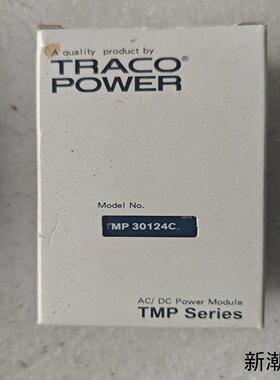 A quality product by
TRACO®
POWER
Model No.
TMP 30124C
AC/ DC Power Module
TMP Series
新潮